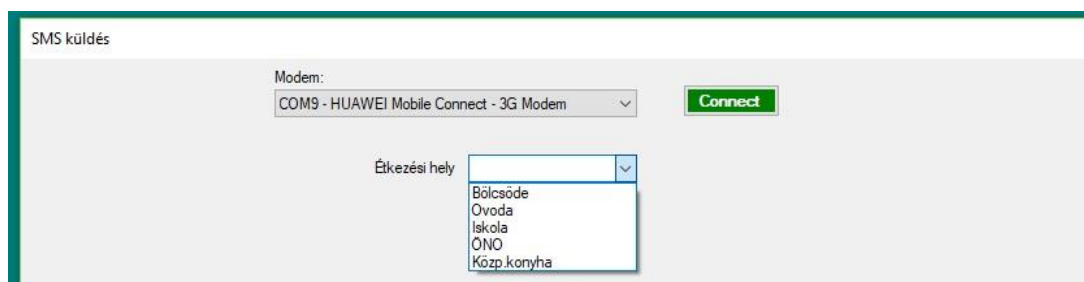 SMS küldés
Modem:
COM9 - HUAWEI Mobile Connect - 3G Modem
Connect
Étkezési hely
Bölcsöde
Ovoda
Iskola
ÖNO
Közp.konyha